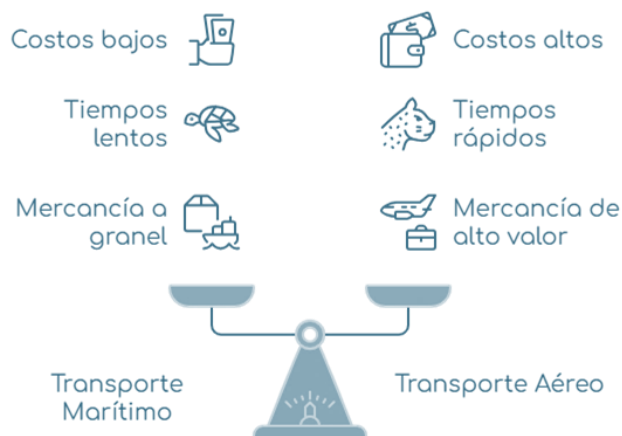 Costos bajos
Costos altos
Tiempos
lentos
Tiempos
rápidos
Mercancía a
granel
Mercancía de
alto valor
Transporte
Marítimo
Transporte Aéreo